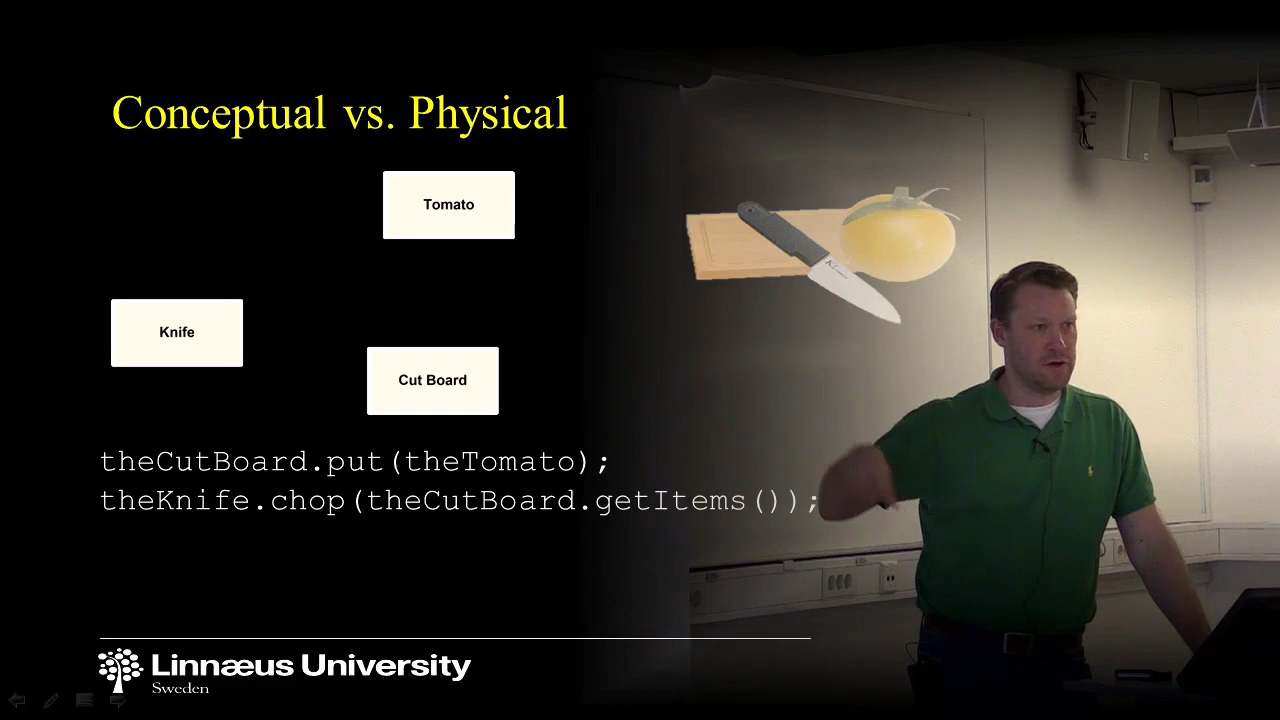 Conceptual vs. Physical
Tomato
Knife
Cut Board
theCutBoard.put(theTomato);
theKnife.chop(theCutBoard.getItems());
Linnæus University
Sweden